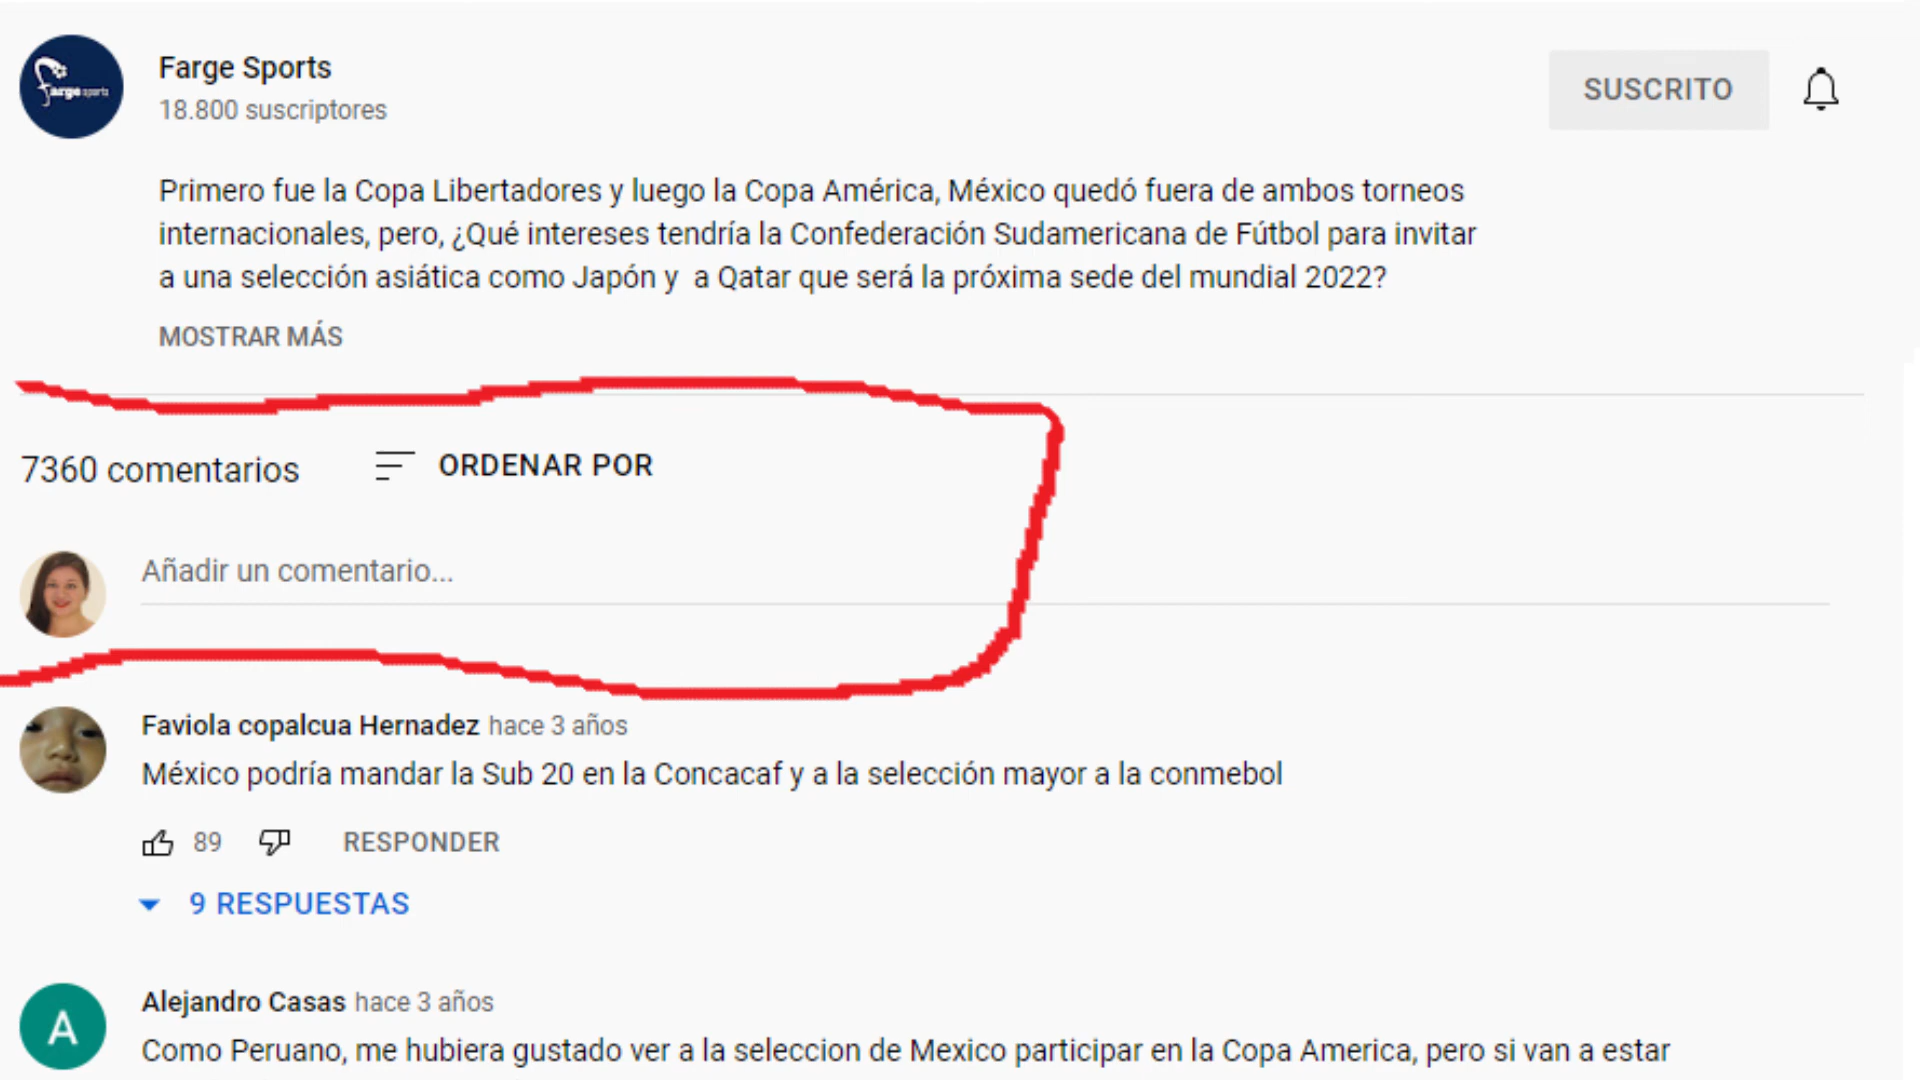 Farge sports
Farge Sports
18.800 suscriptores
SUSCRITO
Primero fue la Copa Libertadores y luego la Copa América, México quedó fuera de ambos torneos
internacionales, pero, ¿Qué intereses tendría la Confederación Sudamericana de Fútbol para invitar
a una selección asiática como Japón y  a Qatar que será la próxima sede del mundial 2022?
MOSTRAR MÁS
7360 comentarios
ORDENAR POR
Añadir un comentario...
Faviola copalcua Hernadez hace 3 años
México podría mandar la Sub 20 en la Concacaf y a la selección mayor a la conmebol
89
RESPONDER
9 RESPUESTAS
A
Alejandro Casas hace 3 años
Como Peruano, me hubiera gustado ver a la seleccion de Mexico participar en la Copa America, pero si van a estar